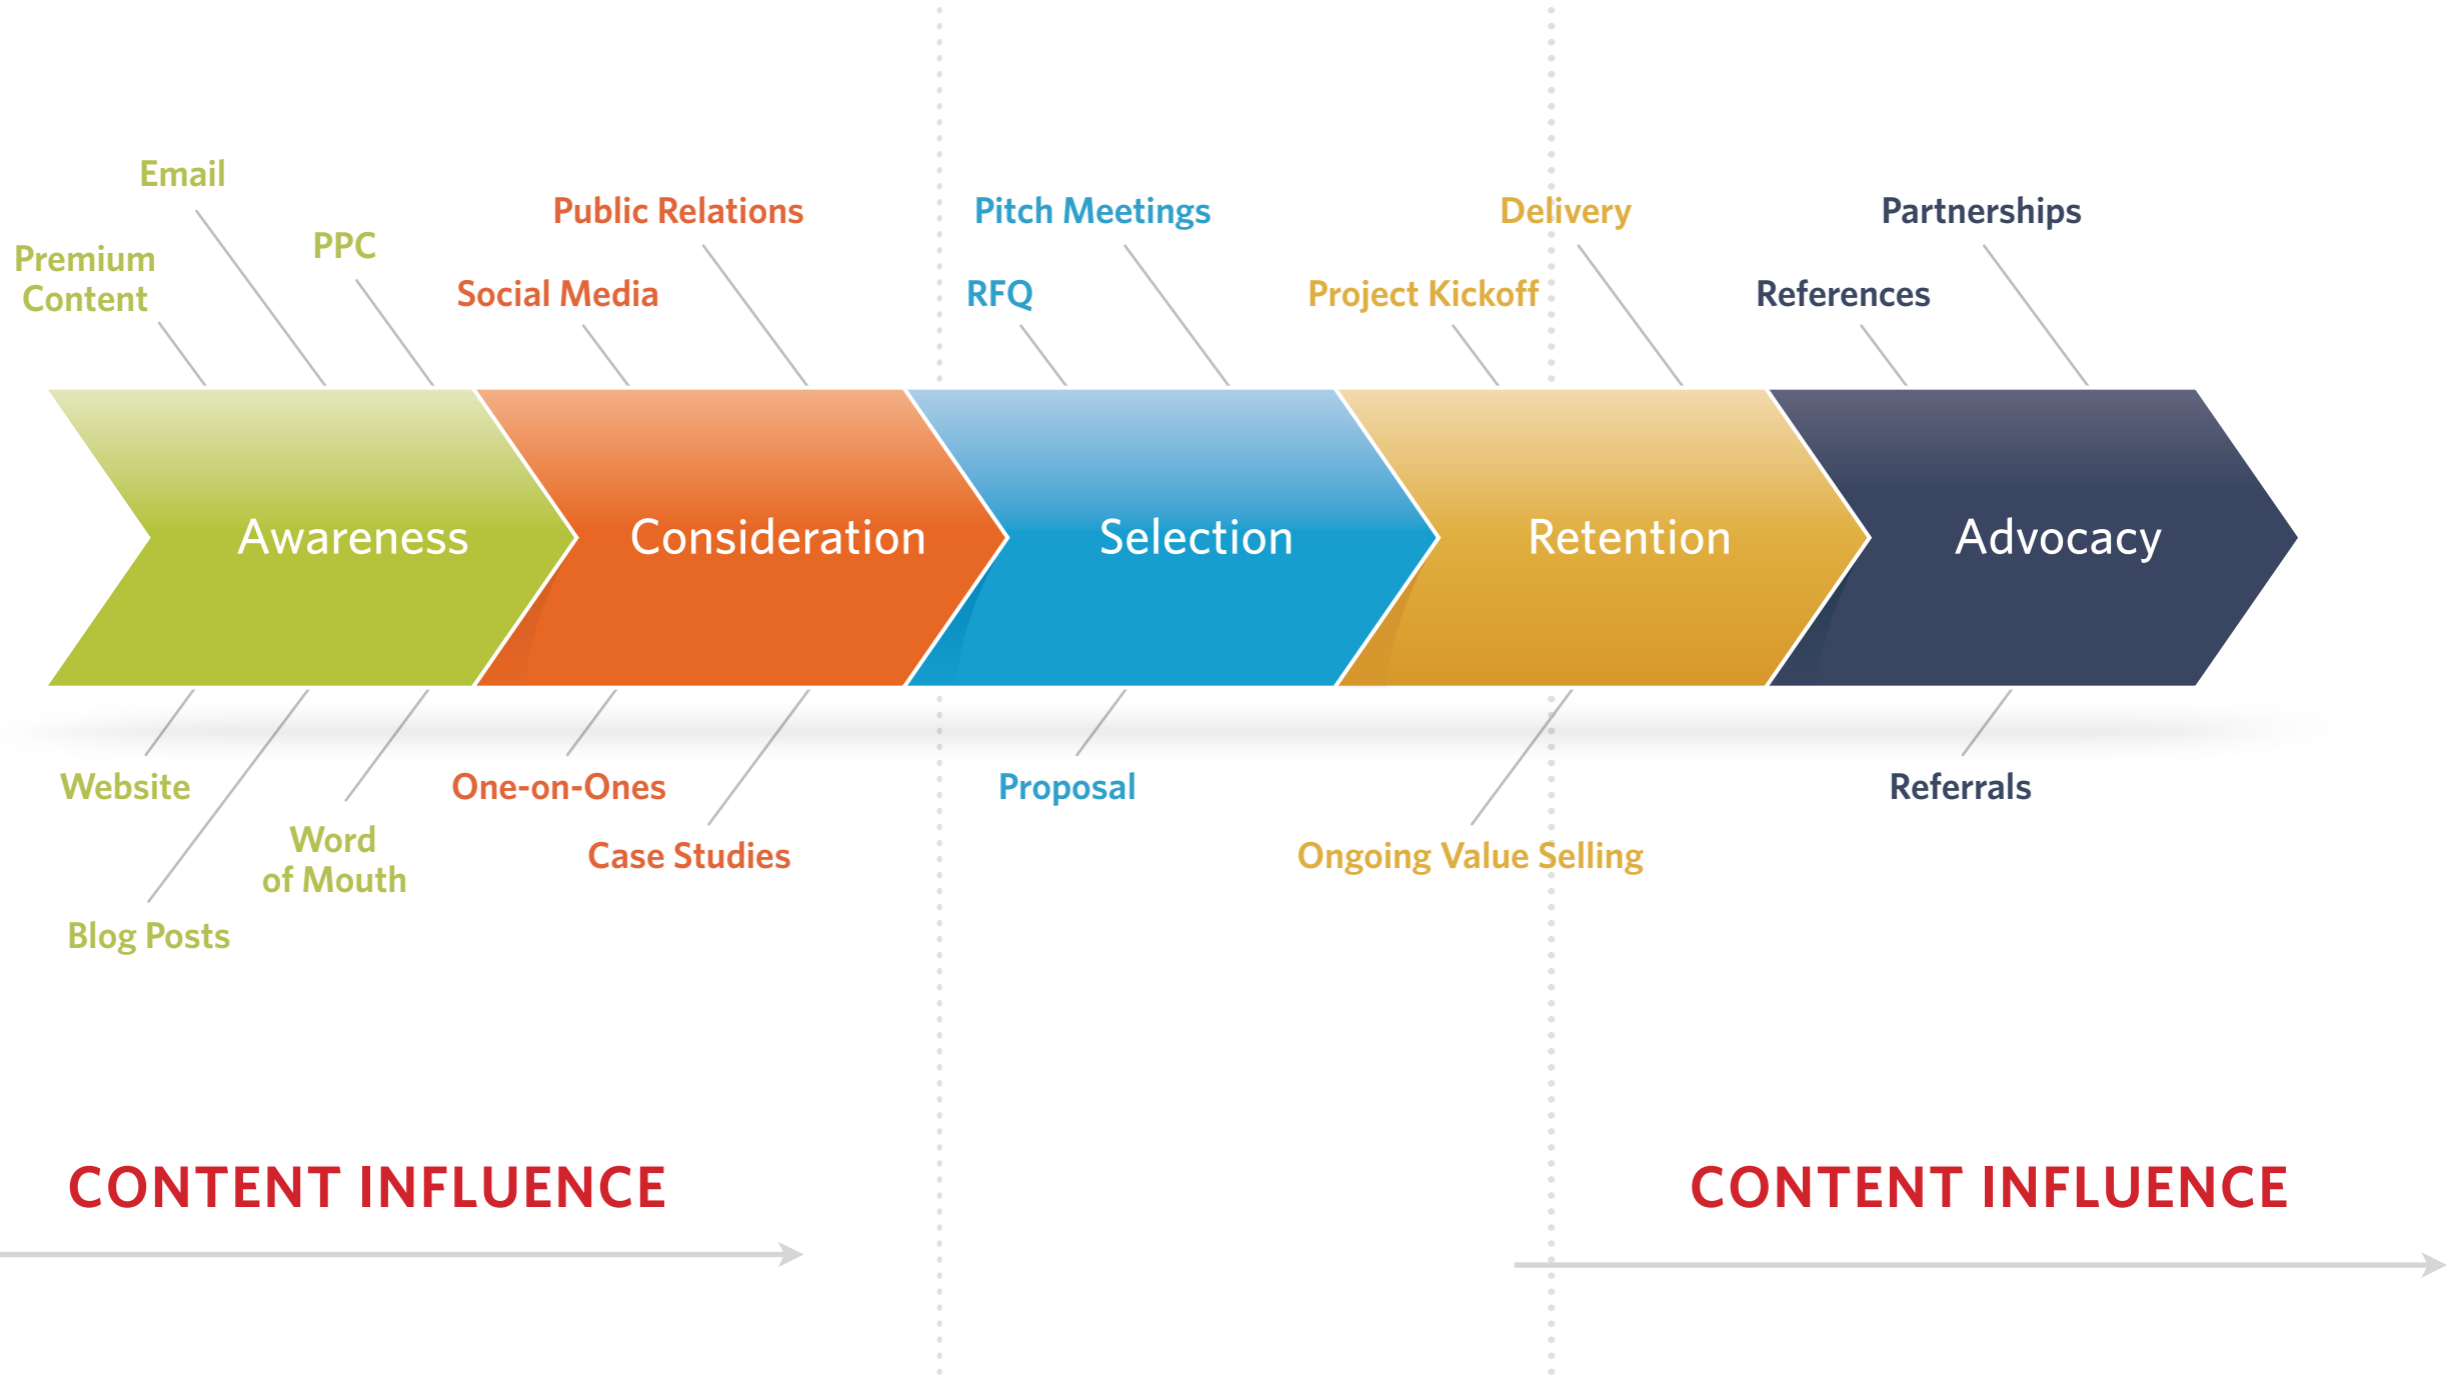 Email
Public Relations
Pitch Meetings
Delivery
Partnerships
PPC
Premium
Content
Social Media
RFQ
Project Kickoff
References
Awareness
Consideration
Selection
Retention
Advocacy
Website
One-on-Ones
Proposal
Referrals
Word
of Mouth
Case Studies
Ongoing Value Selling
Blog Posts
CONTENT INFLUENCE
CONTENT INFLUENCE